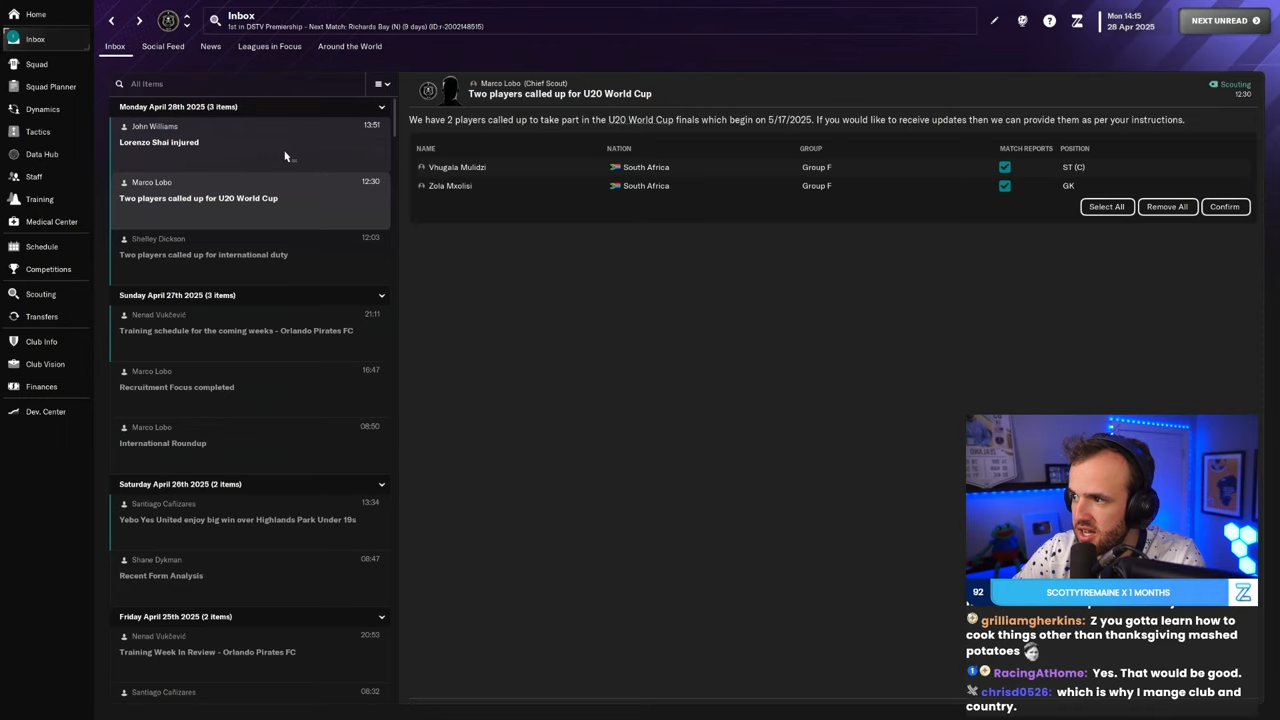 Home
Inbox
Squad
Squad Planner
Dynamics
Tactics
Data Hub
Staff
Training
Medical Center
Schedule
Competitions
Scouting
Transfers
Club Info
Club Vision
Finances
Dev. Center
Inbox
1st in DSTV Premiership - Next Match: Richards Bay (N) (9 days) (ID:r-2002148515)
Mon 14:15
28 Apr 2025
NEXT UNREAD
Inbox Social Feed News Leagues in Focus Around the World
All Items
Monday April 28th 2025 (3 items)
John Williams 13:51
Lorenzo Shai injured
Marco Lobo 12:30
Two players called up for U20 World Cup
Shelley Dickson 12:03
Two players called up for international duty
Sunday April 27th 2025 (3 items)
Nenad Vukčević 21:11
Training schedule for the coming weeks - Orlando Pirates FC
Marco Lobo 16:47
Recruitment Focus completed
Marco Lobo 08:50
International Roundup
Saturday April 26th 2025 (2 items)
Santiago Cañizares 13:34
Yebo Yes United enjoy big win over Highlands Park Under 19s
Shane Dykman 08:47
Recent Form Analysis
Friday April 25th 2025 (2 items)
Nenad Vukčević 20:53
Training Week In Review - Orlando Pirates FC
Santiago Cañizares 08:32
Marco Lobo (Chief Scout)
Two players called up for U20 World Cup
Scouting
12:30
We have 2 players called up to take part in the U20 World Cup finals which begin on 5/17/2025. If you would like to receive updates then we can provide them as per your instructions.
NAME NATION GROUP MATCH REPORTS POSITION
Vhugala Mulidzi South Africa Group F ST (C)
Zola Mxolisi South Africa Group F GK
Select All Remove All Confirm
92 SCOTTYTREMAINE X 1 MONTHS
grilliamgherkins: Z you gotta learn how to
cook things other than thanksgiving mashed
potatoes
RacingAtHome: Yes. That would be good.
chrisd0526: which is why I mange club and
country.